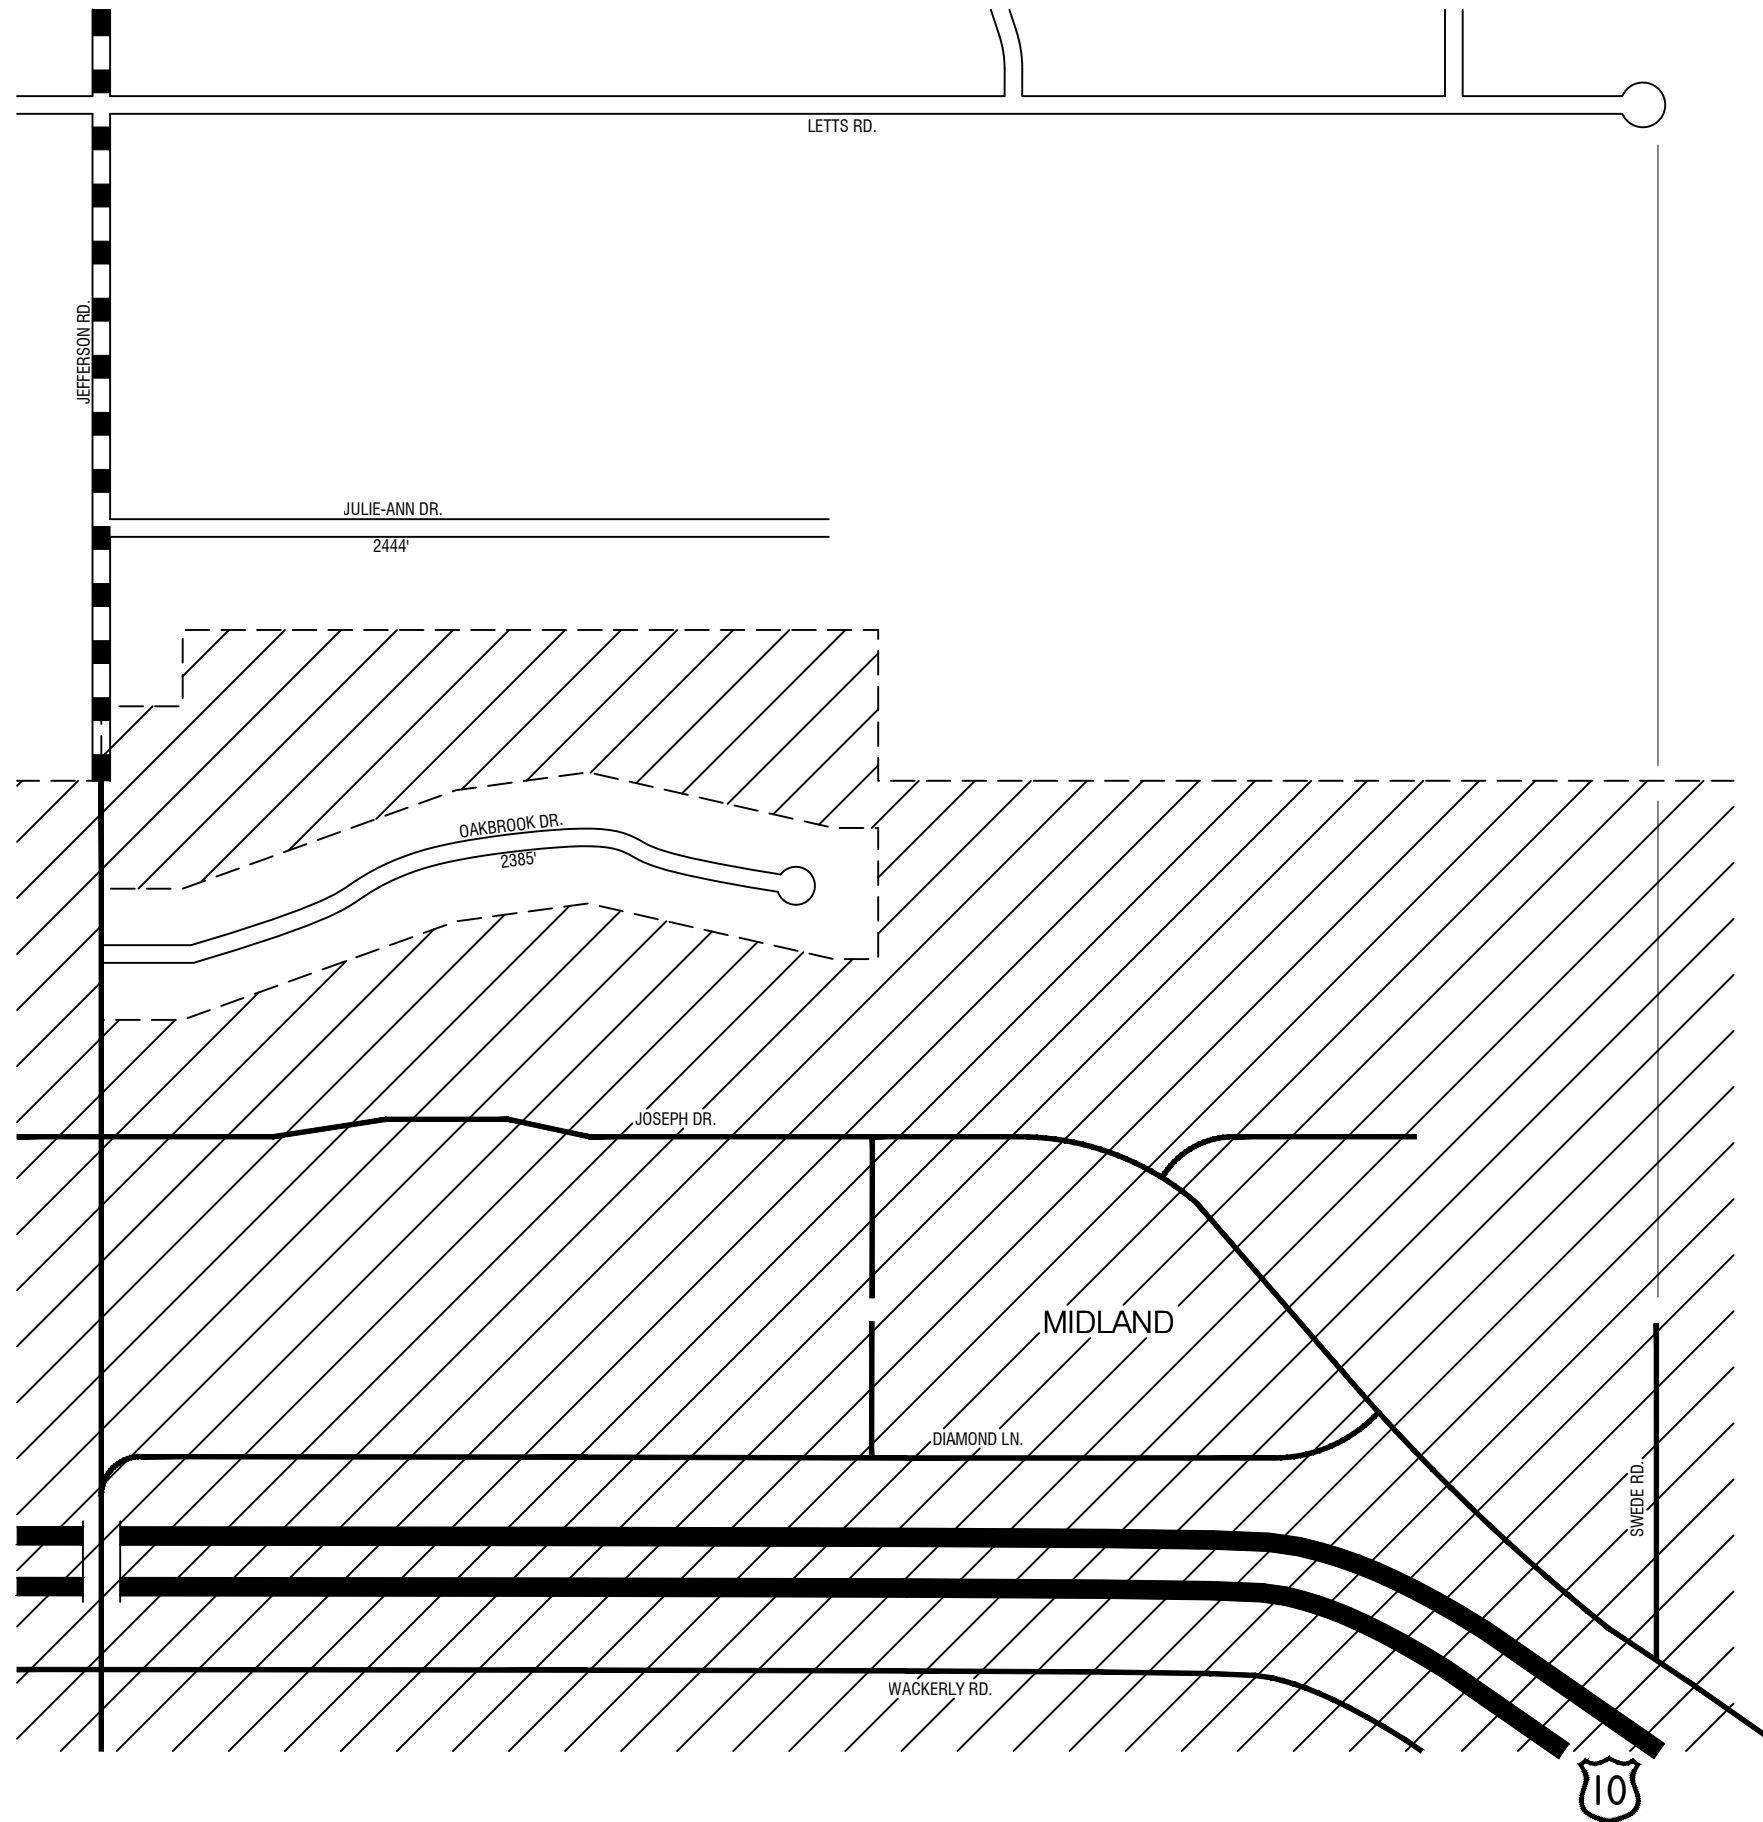 LETTS RD.
JEFFERSON RD.
JULIE-ANN DR.
2444'
OAKBROOK DR.
2385'
JOSEPH DR.
MIDLAND
DIAMOND LN.
SWEDE RD.
WACKERLY RD.
10